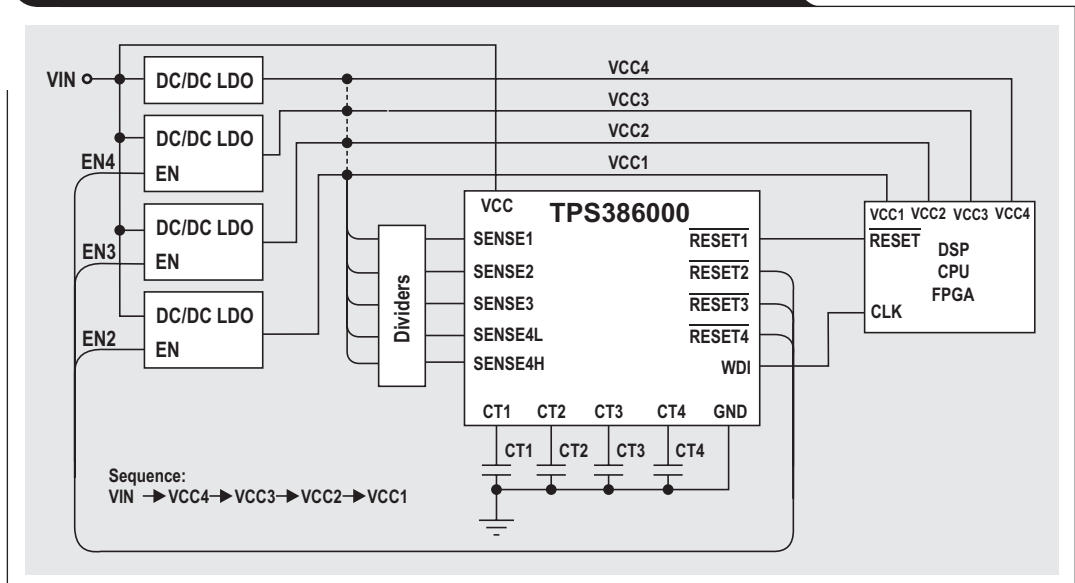 VIN
DC/DC LDO
VCC4
VCC3
DC/DC LDO
EN
EN4
VCC2
VCC1
DC/DC LDO
EN
EN3
DC/DC LDO
EN
EN2
Dividers
VCC
TPS386000
SENSE1
SENSE2
SENSE3
SENSE4L
SENSE4H
RESET1
RESET2
RESET3
RESET4
WDI
CT1 CT2 CT3 CT4 GND
CT1 CT2 CT3 CT4
VCC1 VCC2 VCC3 VCC4
RESET
DSP
CPU
FPGA
CLK
Sequence:
VIN → VCC4 → VCC3 → VCC2 → VCC1